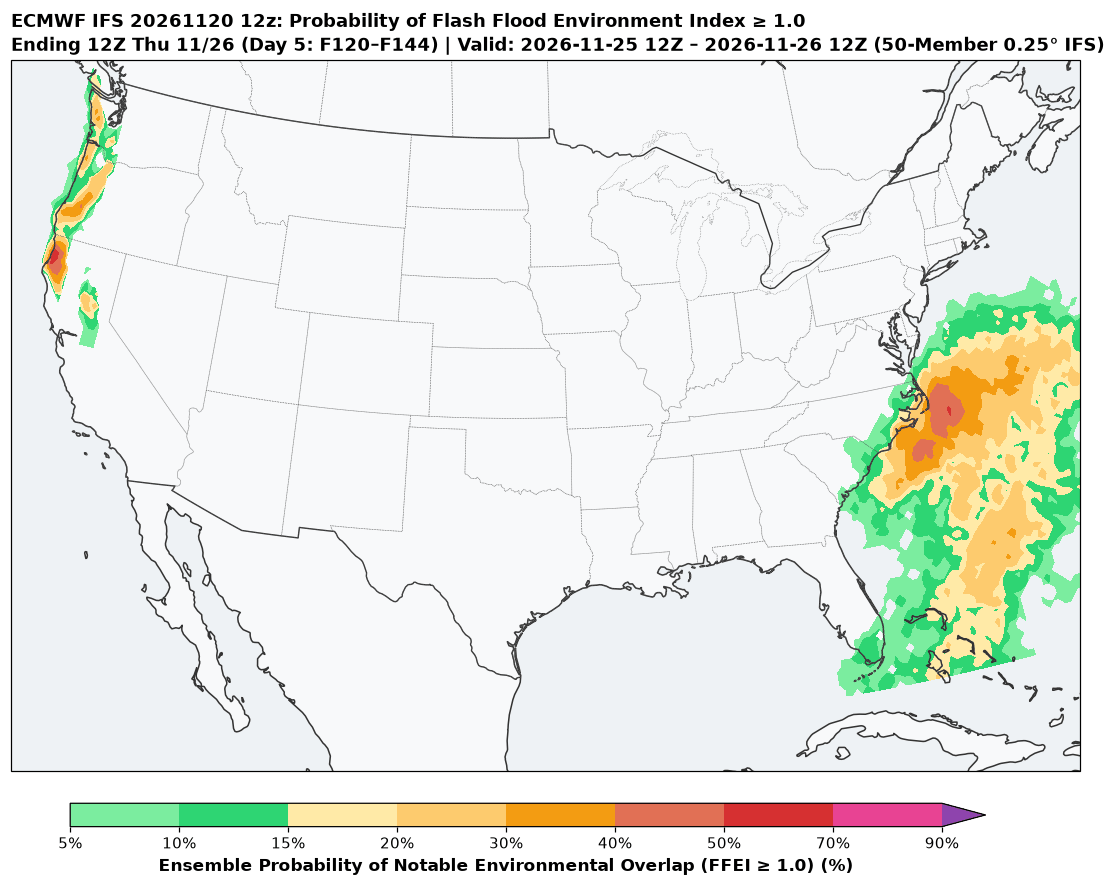 ECMWF IFS 20261120 12z: Probability of Flash Flood Environment Index ≥ 1.0
Ending 12Z Thu 11/26 (Day 5: F120–F144) | Valid: 2026-11-25 12Z – 2026-11-26 12Z (50-Member 0.25° IFS)
5% 10% 15% 20% 30% 40% 50% 70% 90%
Ensemble Probability of Notable Environmental Overlap (FFEI ≥ 1.0) (%)